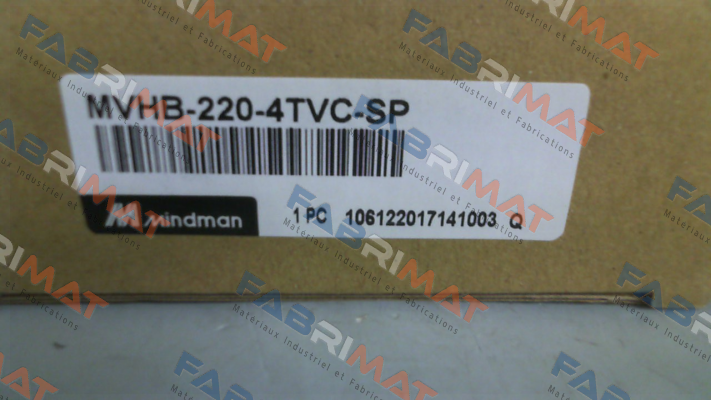 MVHB-220-4TVC-SP
mindman 1 PC 106122017141003 Q
FABRIMAT
Matériaux Industriel et Fabrications